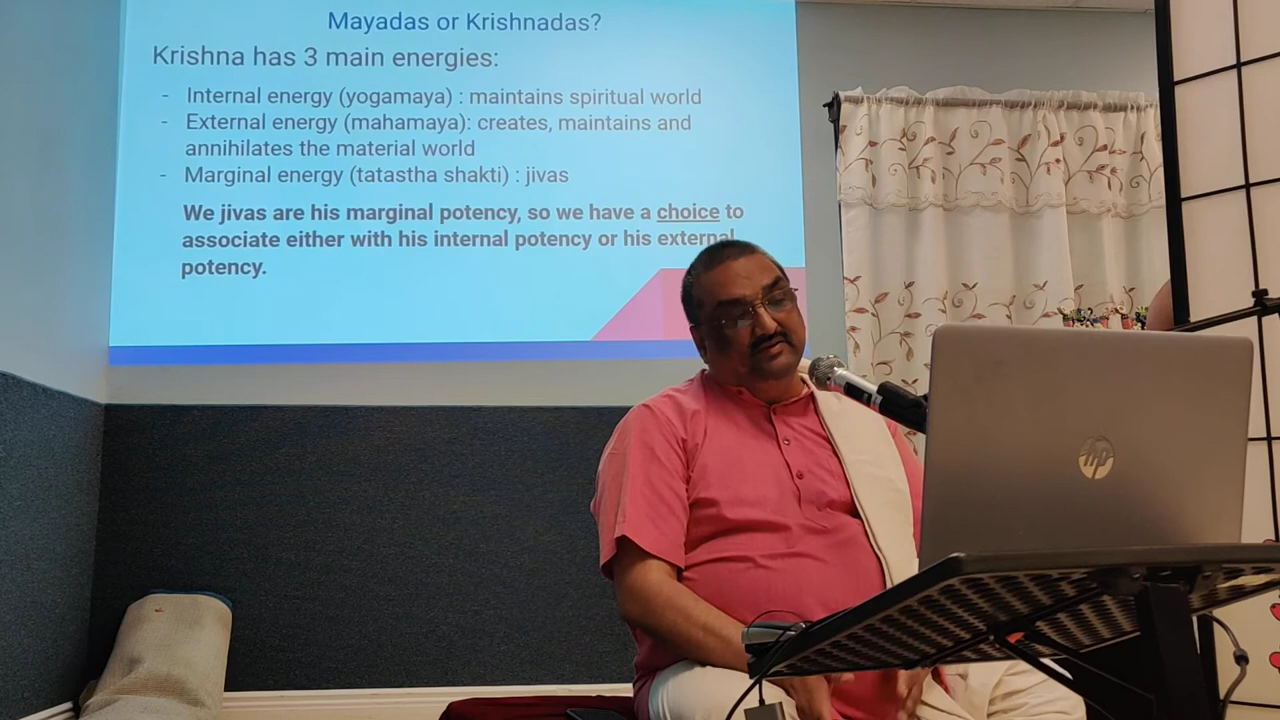 Mayadas or Krishnadas?
Krishna has 3 main energies:
- Internal energy (yogamaya) : maintains spiritual world
- External energy (mahamaya): creates, maintains and
annihilates the material world
- Marginal energy (tatastha shakti) : jivas
We jivas are his marginal potency, so we have a choice to
associate either with his internal potency or his external
potency.
hp